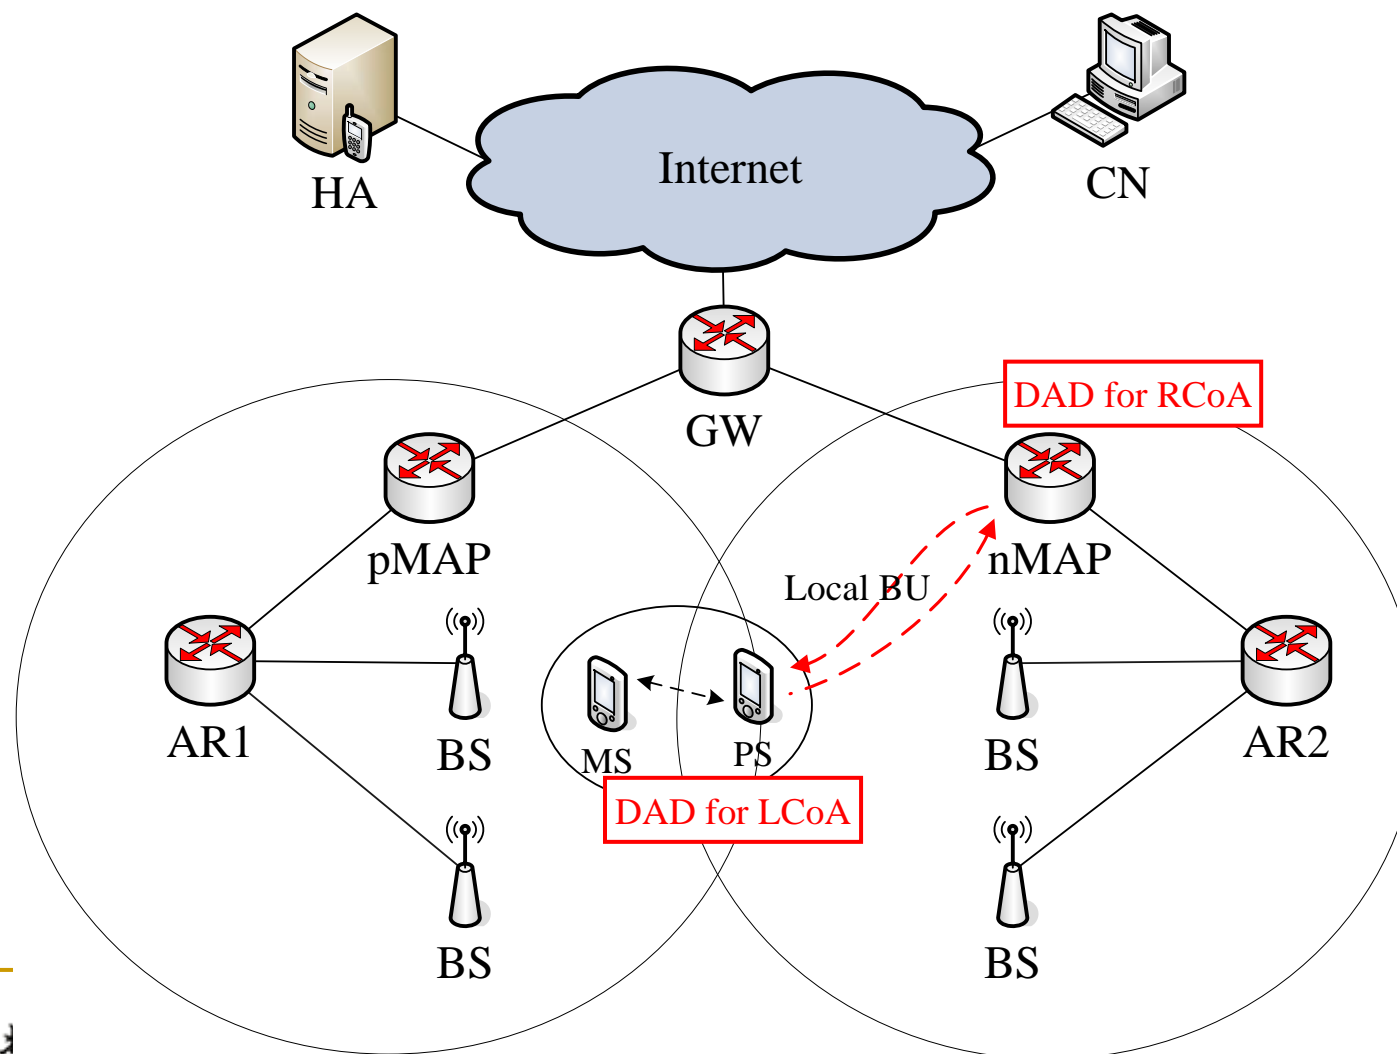 HA
Internet
CN
GW
DAD for RCoA
pMAP
nMAP
Local BU
AR1
BS
MS
PS
BS
AR2
DAD for LCoA
BS
BS